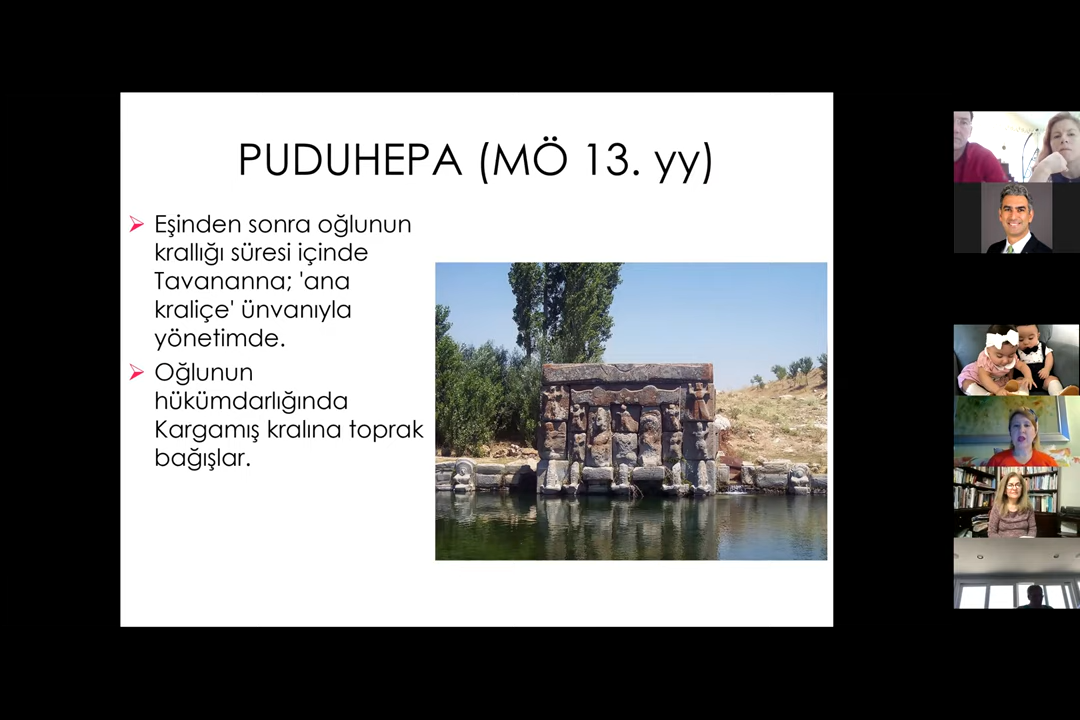 PUDUHEPA (MÖ 13. yy)
Eşinden sonra oğlunun
krallığı süresi içinde
Tavananna; 'ana
kraliçe' ünvanıyla
yönetimde.
Oğlunun
hükümdarlığında
Kargamış kralına toprak
bağışlar.